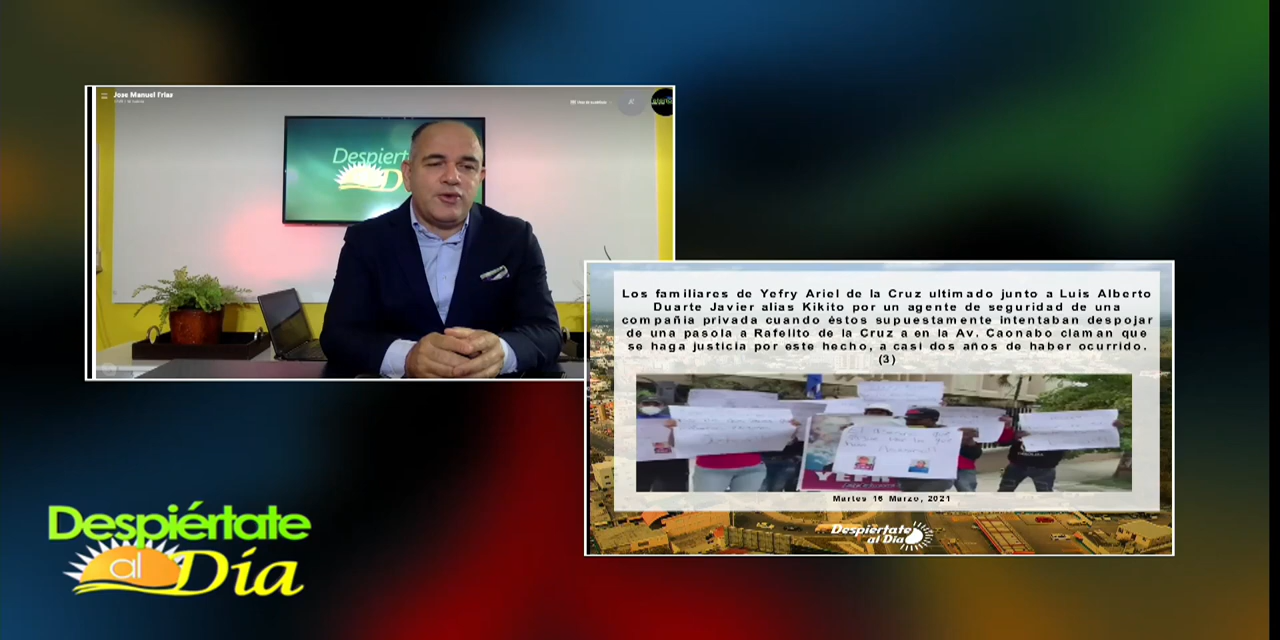 Jose Manuel Frias
Despiert
D
Los familiares de Yefry Ariel de la Cruz ultimado junto a Luis Alberto
Duarte Javier alias Kikito por un agente de seguridad de una
compañia privada cuando éstos supuestamente intentaban despojar
de una pasola a Rafelito de la Cruz a en la Av. Caonabo claman que
se haga justicia por este hecho, a casi dos años de haber ocurrido.
(3)
YEFR
Martes 16 Marzo, 2021
Despiértate
al Día
Despiértate
al Día